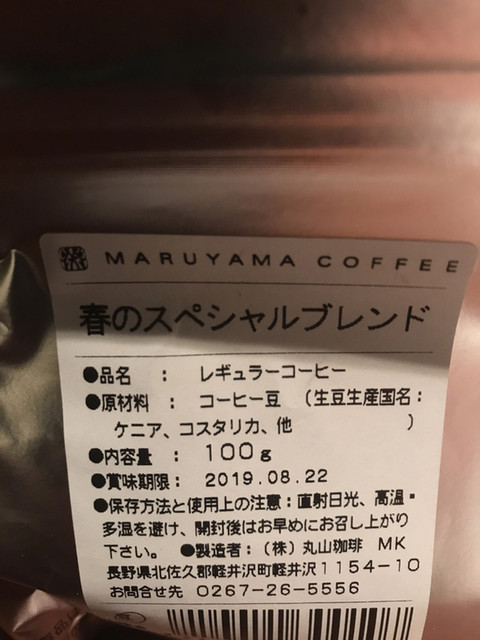 MARUYAMA COFFEE
春のスペシャルブレンド
●品名 : レギュラーコーヒー
●原材料 : コーヒー豆 (生豆生産国名:
ケニア、コスタリカ、他 )
●内容量 : 100g
●賞味期限: 2019.08.22
●保存方法と使用上の注意:直射日光、高温・
多湿を避け、開封後はお早めにお召し上がり
下さい。 ●製造者:(株)丸山珈琲 MK
長野県北佐久郡軽井沢町軽井沢1154-10
お問合せ先 0267-26-5556